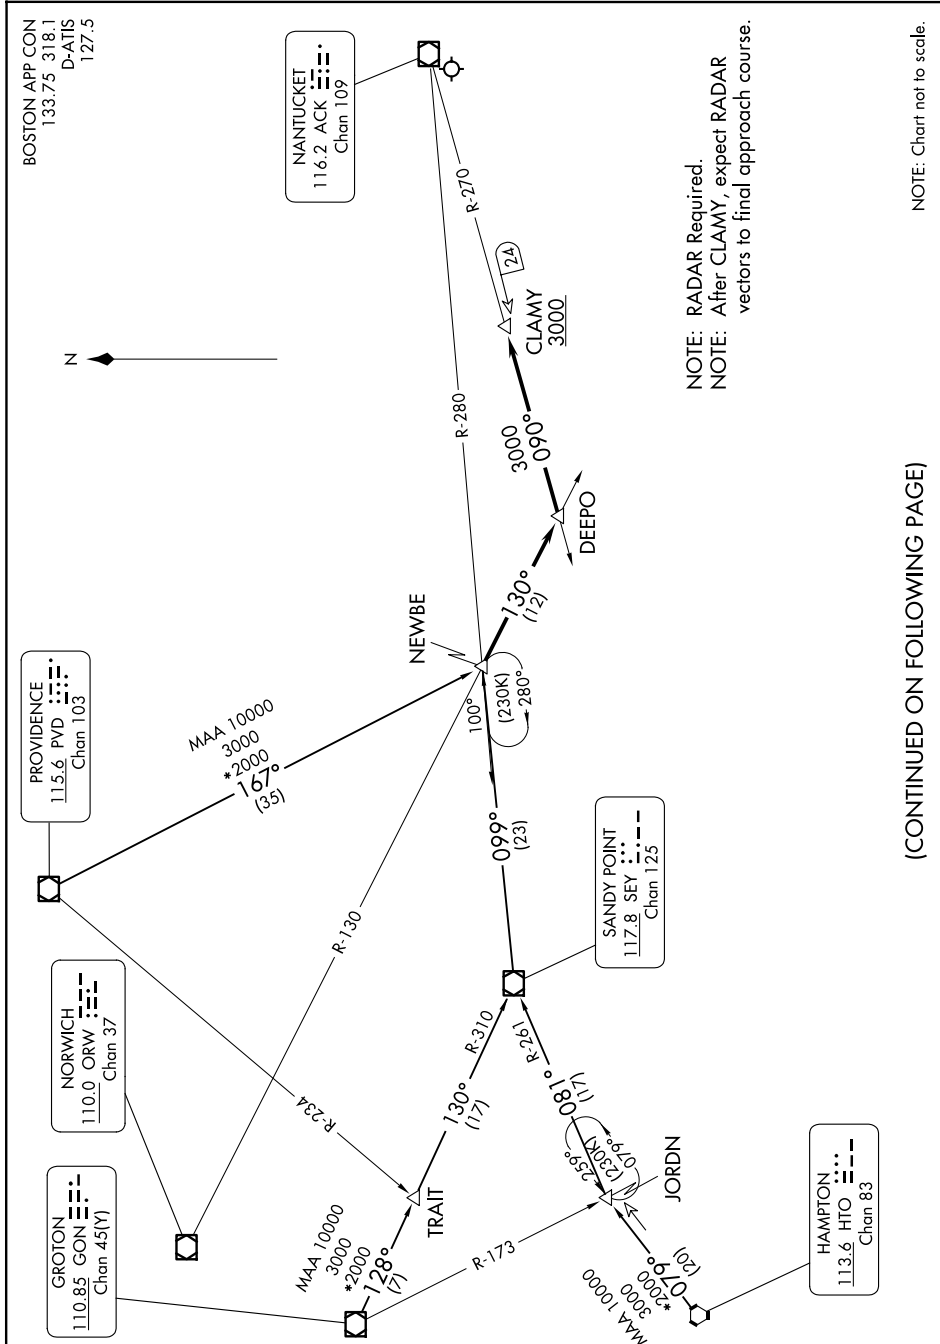 BOSTON APP CON
133.75 318.1
D-ATIS
127.5
NANTUCKET
116.2 ACK
Chan 109
N
R-270
24
CLAMY
3000
R-280
3000
090°
DEEPO
130°
(12)
NEWBE
100°
(230K)
280°
PROVIDENCE
115.6 PVD
Chan 103
MAA 10000
3000
*2000
167°
(35)
099°
(23)
R-130
NORWICH
110.0 ORW
Chan 37
R-234
SANDY POINT
117.8 SEY
Chan 125
R-310
130°
(17)
TRAIT
R-261
081°
(17)
259°
(230K)
079°
JORDN
GROTON
110.85 GON
Chan 45(Y)
MAA 10000
3000
*2000
128°
(7)
R-173
MAA 10000
3000
*2000
079°
(20)
HAMPTON
113.6 HTO
Chan 83
NOTE: RADAR Required.
NOTE: After CLAMY, expect RADAR
vectors to final approach course.
NOTE: Chart not to scale.
(CONTINUED ON FOLLOWING PAGE)